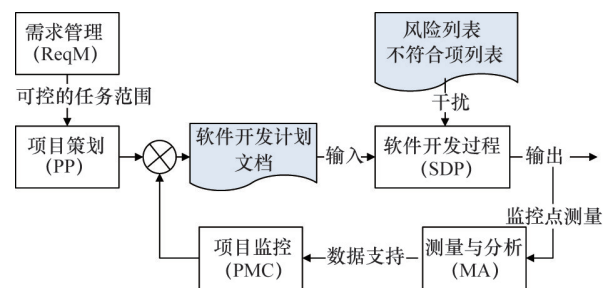 需求管理
(ReqM)
风险列表
不符合项列表
可控的任务范围
干扰
项目策划
(PP)
软件开发计划
文档
输入
软件开发过程
(SDP)
输出
监控点测量
项目监控
(PMC)
数据支持
测量与分析
(MA)